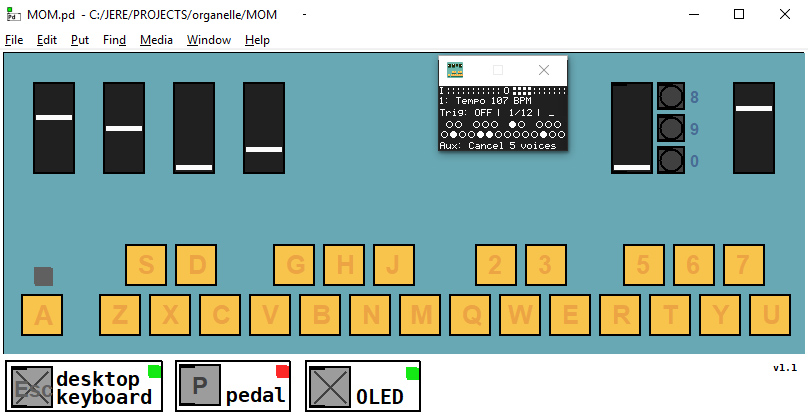 MOM.pd - C:/JERE/PROJECTS/organelle/MOM -
File Edit Put Find Media Window Help
1: Tempo 107 BPM
Trig: OFF | 1/12 | _
Aux: Cancel 5 voices
8
9
0
S D G H J 2 3 5 6 7
A Z X C V B N M Q W E R T Y U
v1.1
Esc desktop keyboard
P pedal
OLED